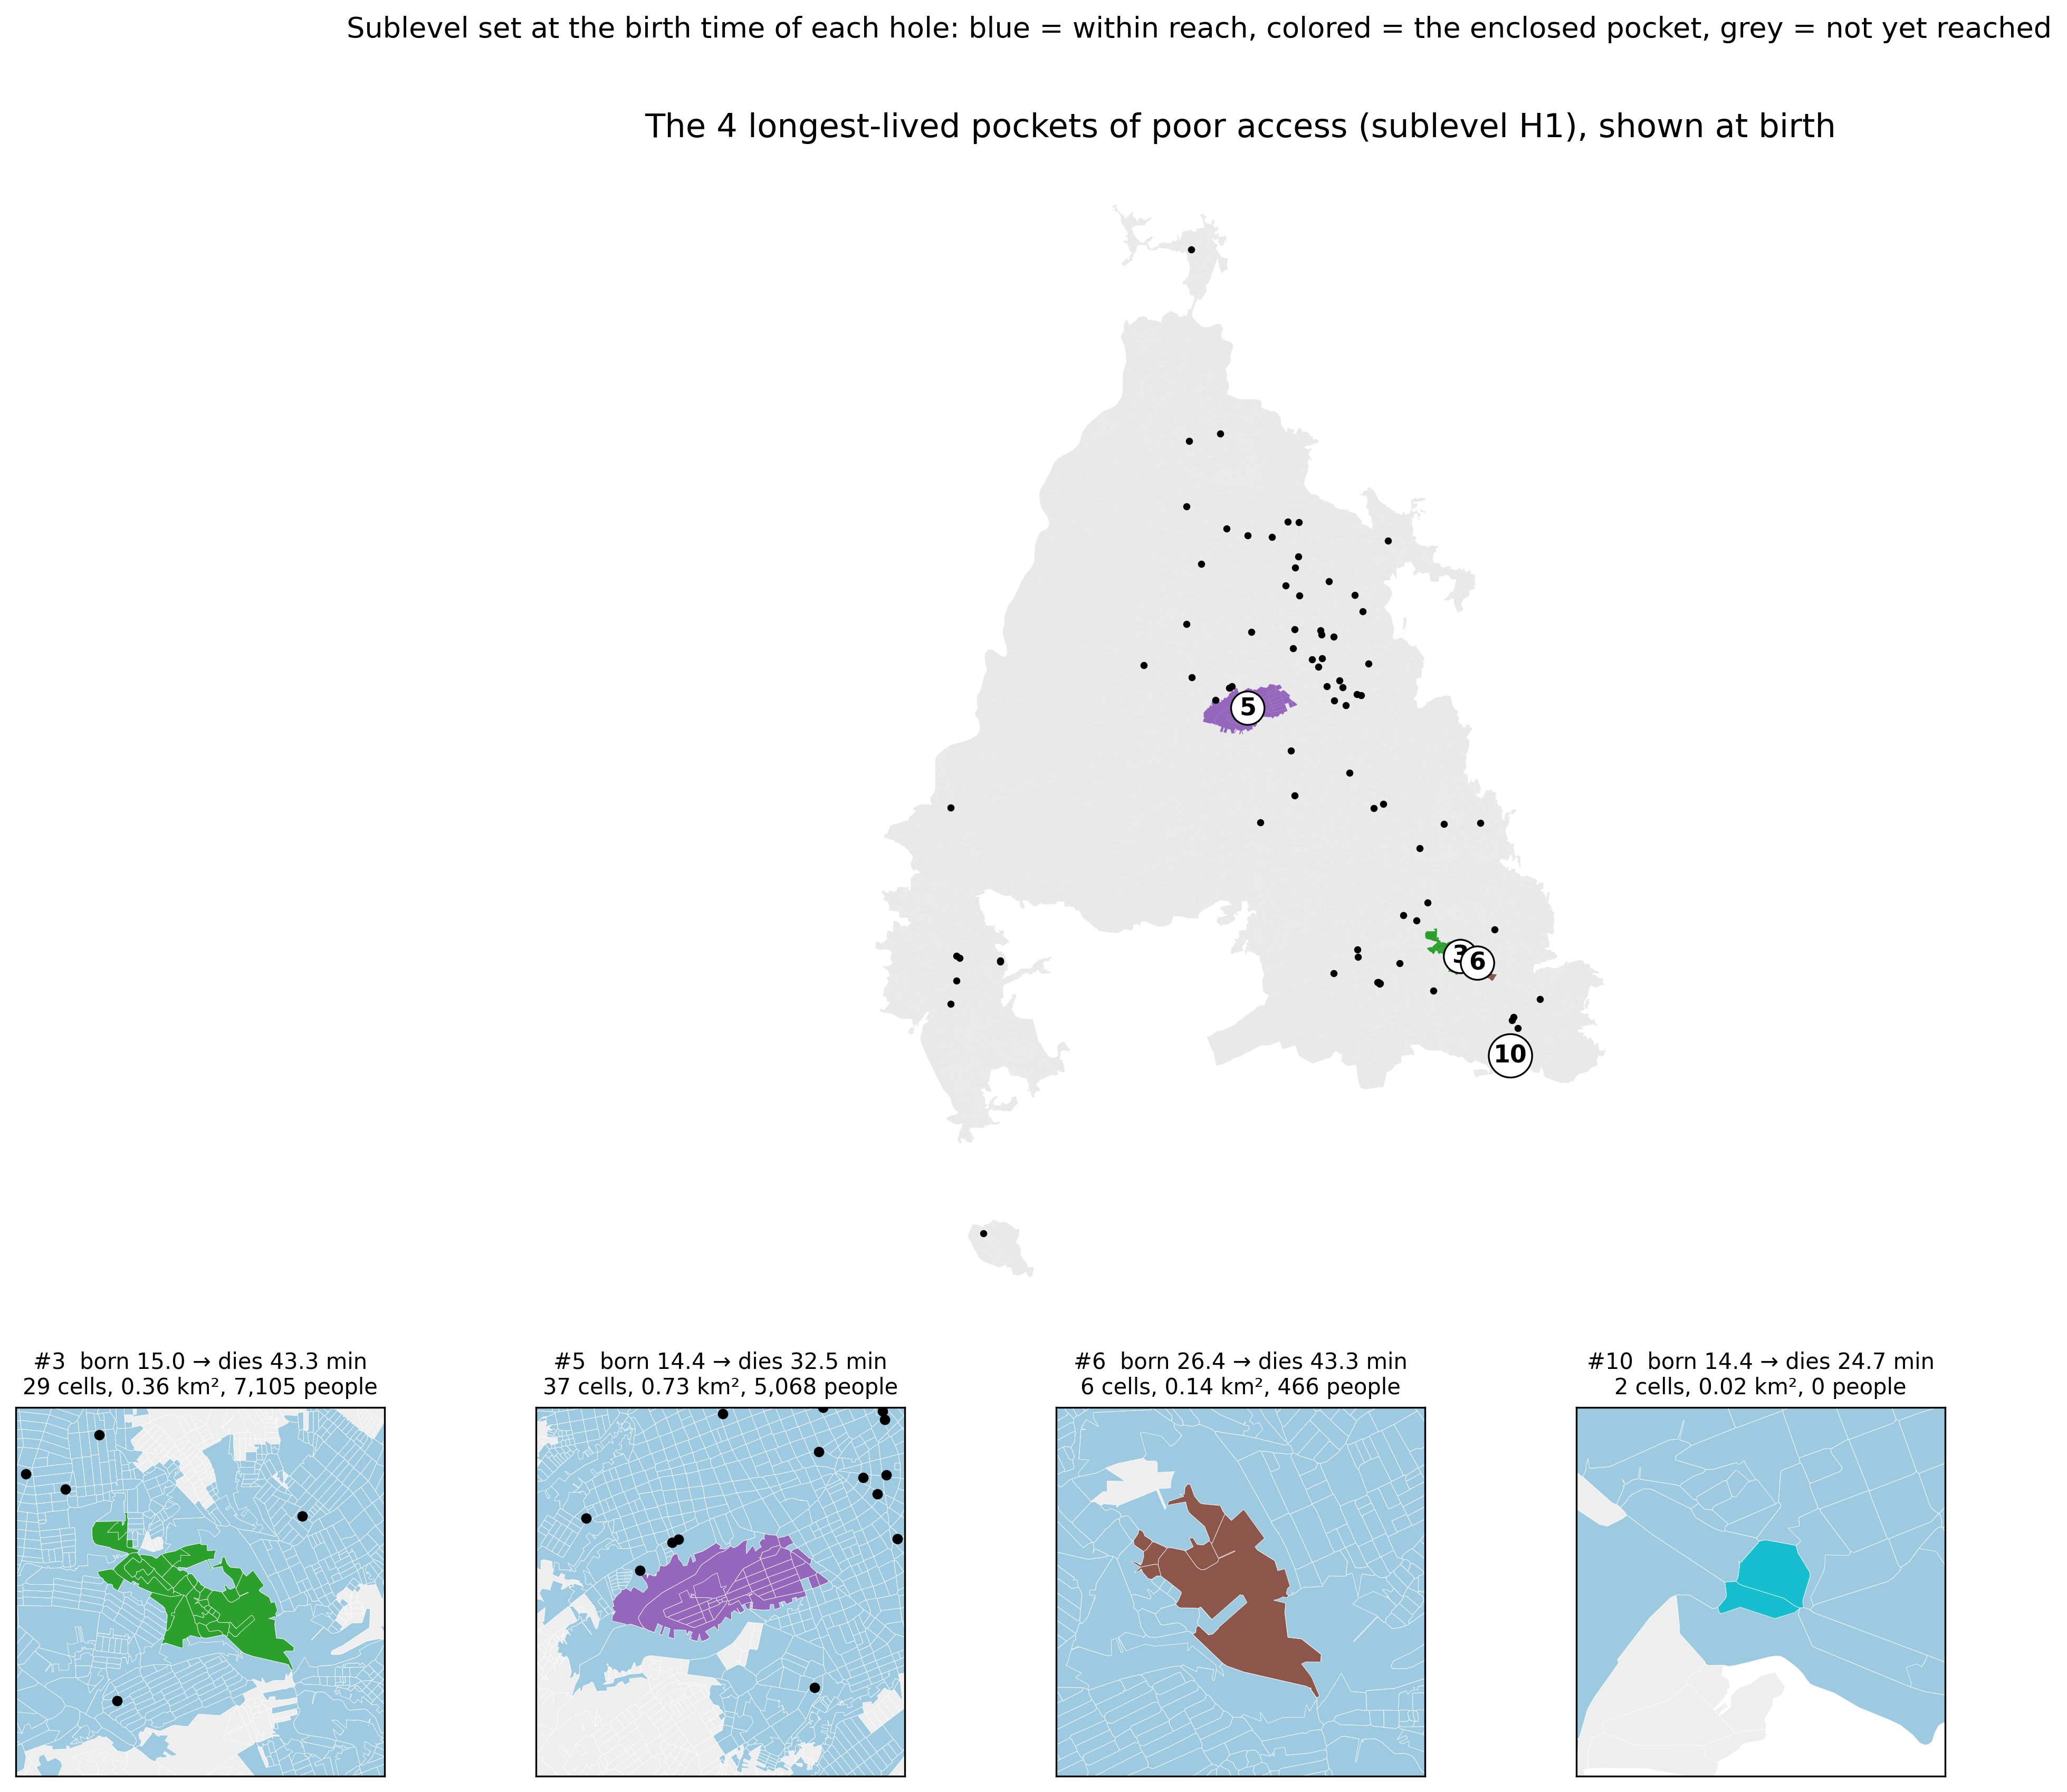 Sublevel set at the birth time of each hole: blue = within reach, colored = the enclosed pocket, grey = not yet reached
The 4 longest-lived pockets of poor access (sublevel H1), shown at birth
5
3
6
10
#3 born 15.0 → dies 43.3 min
29 cells, 0.36 km², 7,105 people
#5 born 14.4 → dies 32.5 min
37 cells, 0.73 km², 5,068 people
#6 born 26.4 → dies 43.3 min
6 cells, 0.14 km², 466 people
#10 born 14.4 → dies 24.7 min
2 cells, 0.02 km², 0 people